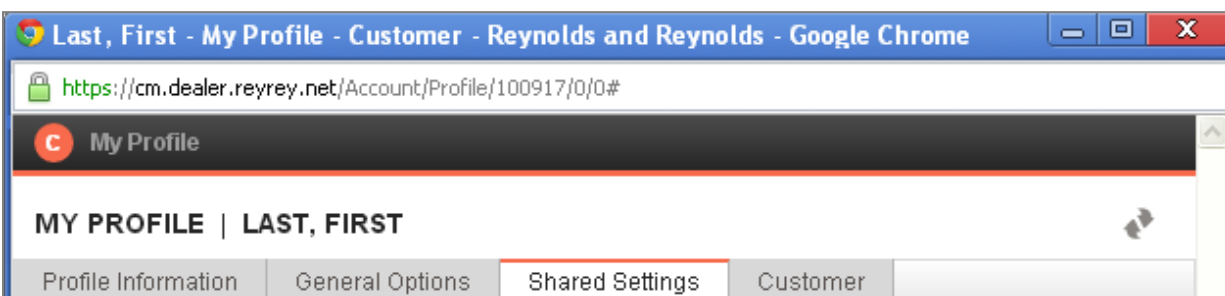 Last, First - My Profile - Customer - Reynolds and Reynolds - Google Chrome
https://cm.dealer.reyrey.net/Account/Profile/100917/0/0#
C My Profile
MY PROFILE | LAST, FIRST
Profile Information General Options Shared Settings Customer